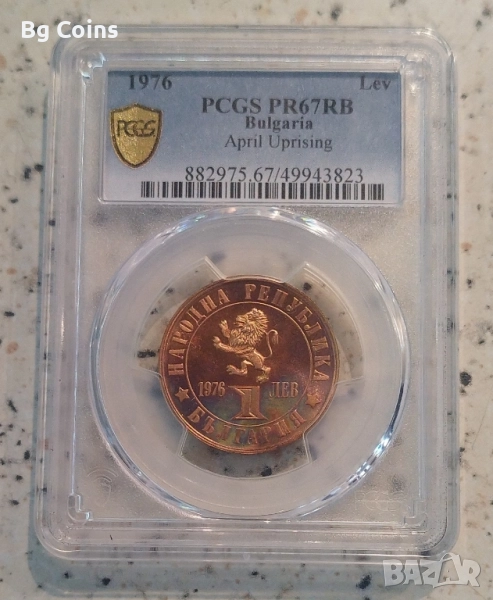 Bg Coins
1976 Lev
PCGS PR67RB
Bulgaria
April Uprising
882975.67/49943823
PCGS
НАРОДНА РЕПУБЛИКА
1976 1 ЛЕВ
БЪЛГАРИЯ
BAZAR